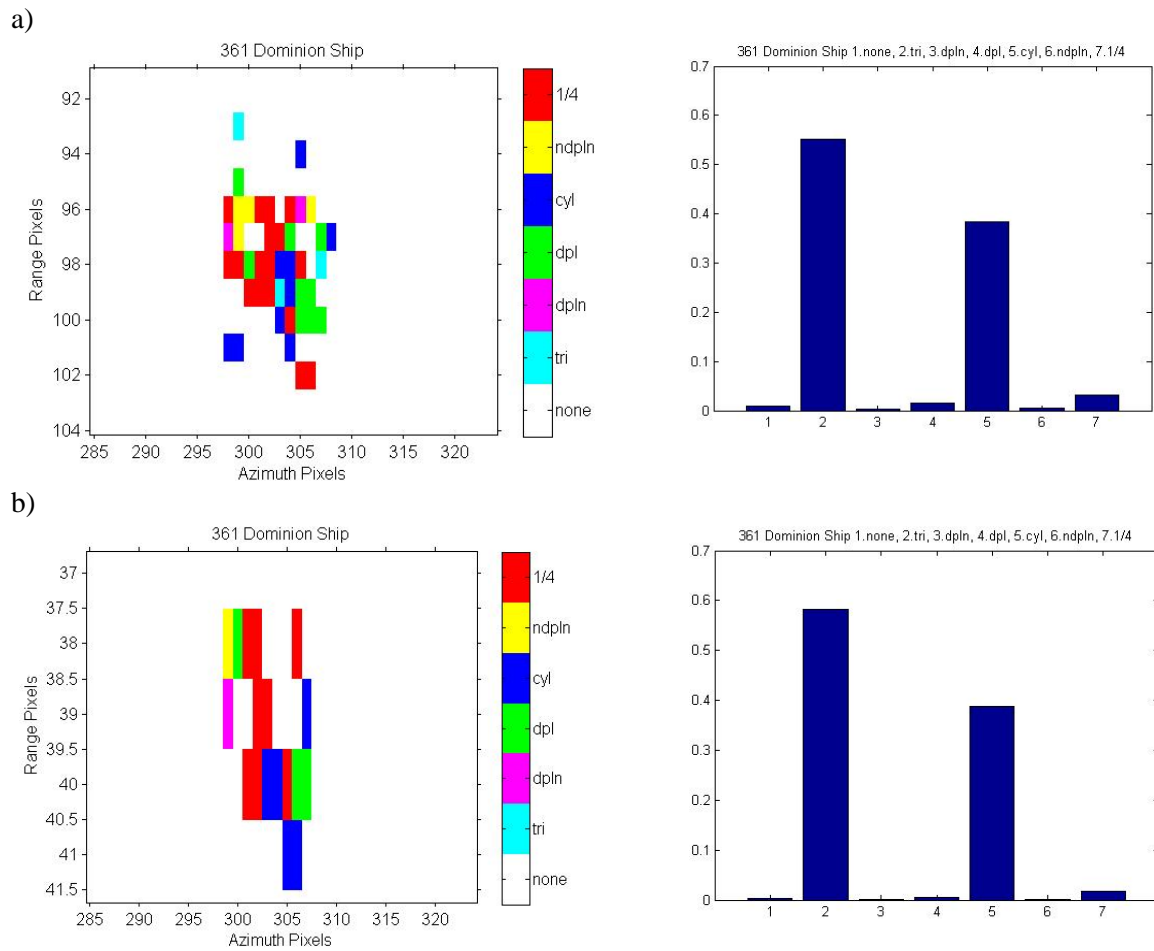 a)
361 Dominion Ship
92
94
96
98
100
102
104
Range Pixels
285 290 295 300 305 310 315 320
Azimuth Pixels
1/4
ndpln
cyl
dpl
dpln
tri
none
361 Dominion Ship 1.none, 2.tri, 3.dpln, 4.dpl, 5.cyl, 6.ndpln, 7.1/4
0.7
0.6
0.5
0.4
0.3
0.2
0.1
0
1 2 3 4 5 6 7
b)
361 Dominion Ship
37
37.5
38
38.5
39
39.5
40
40.5
41
41.5
Range Pixels
285 290 295 300 305 310 315 320
Azimuth Pixels
1/4
ndpln
cyl
dpl
dpln
tri
none
361 Dominion Ship 1.none, 2.tri, 3.dpln, 4.dpl, 5.cyl, 6.ndpln, 7.1/4
0.7
0.6
0.5
0.4
0.3
0.2
0.1
0
1 2 3 4 5 6 7